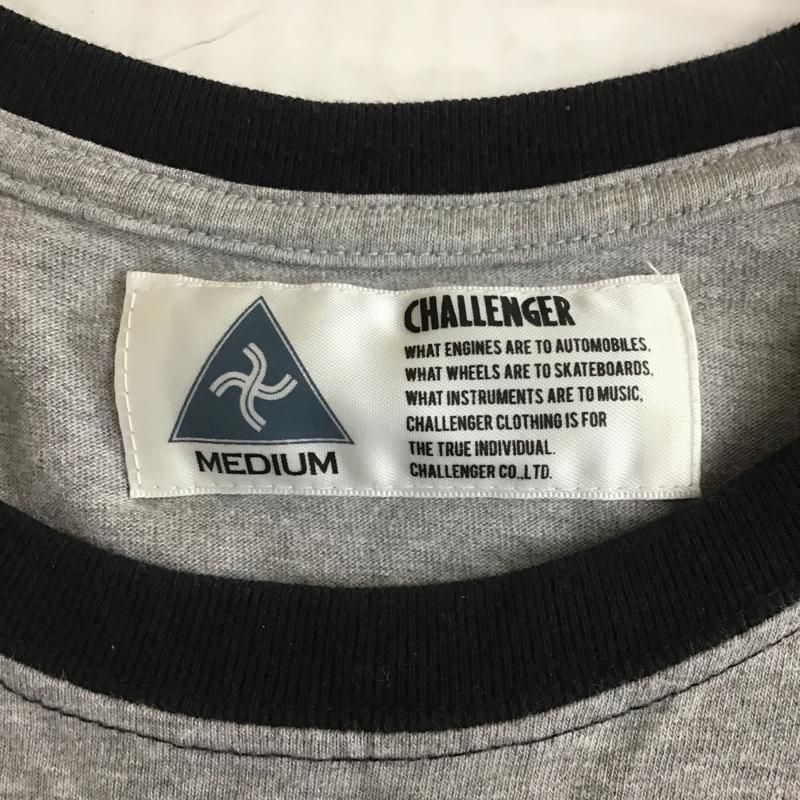 CHALLENGER
WHAT ENGINES ARE TO AUTOMOBILES,
WHAT WHEELS ARE TO SKATEBOARDS,
WHAT INSTRUMENTS ARE TO MUSIC,
CHALLENGER CLOTHING IS FOR
THE TRUE INDIVIDUAL.
CHALLENGER CO.,LTD.
MEDIUM